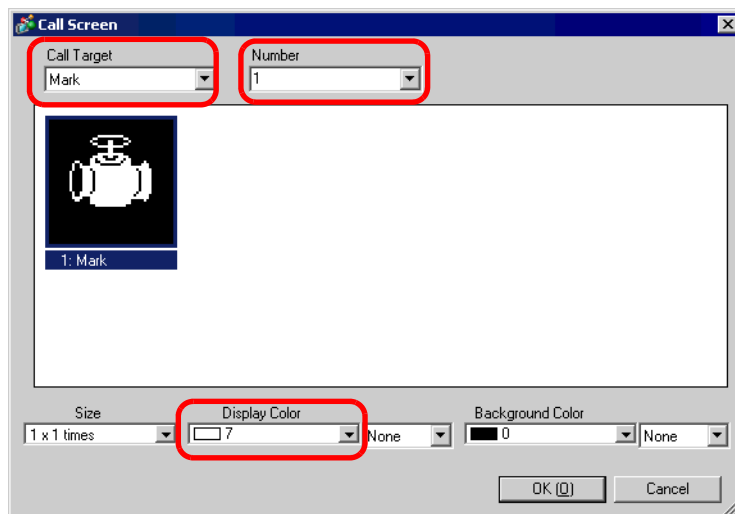 Call Screen
Call Target Number
Mark 1
1: Mark
Size Display Color Background Color
1 x 1 times 7 None 0 None
OK (O) Cancel